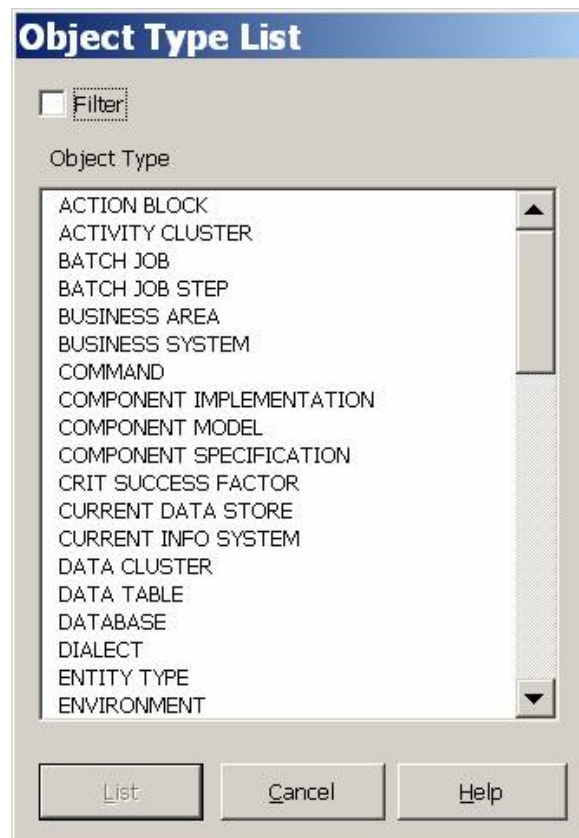 Object Type List
Filter
Object Type
ACTION BLOCK
ACTIVITY CLUSTER
BATCH JOB
BATCH JOB STEP
BUSINESS AREA
BUSINESS SYSTEM
COMMAND
COMPONENT IMPLEMENTATION
COMPONENT MODEL
COMPONENT SPECIFICATION
CRIT SUCCESS FACTOR
CURRENT DATA STORE
CURRENT INFO SYSTEM
DATA CLUSTER
DATA TABLE
DATABASE
DIALECT
ENTITY TYPE
ENVIRONMENT
List Cancel Help